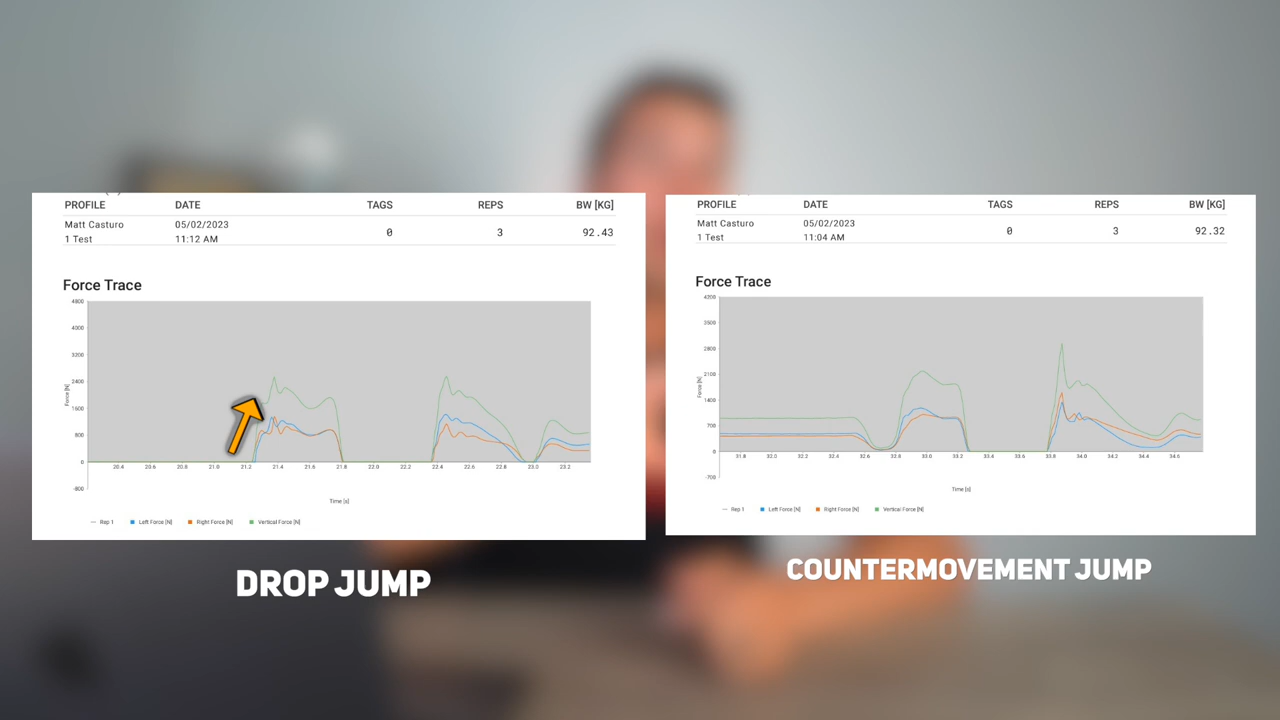 PROFILE DATE TAGS REPS BW [KG]
Matt Casturo 05/02/2023 0 3 92.43
1 Test 11:12 AM
Force Trace
4800
4000
3200
2400
1600
800
0
-800
Force [N]
20.4 20.6 20.8 21.0 21.2 21.4 21.6 21.8 22.0 22.2 22.4 22.6 22.8 23.0 23.2
Time [s]
Rep 1 Left Force [N] Right Force [N] Vertical Force [N]
DROP JUMP
PROFILE DATE TAGS REPS BW [KG]
Matt Casturo 05/02/2023 0 3 92.32
1 Test 11:04 AM
Force Trace
4200
3500
2800
2100
1400
700
0
-700
Force [N]
31.8 32.0 32.2 32.4 32.6 32.8 33.0 33.2 33.4 33.6 33.8 34.0 34.2 34.4 34.6
Time [s]
Rep 1 Left Force [N] Right Force [N] Vertical Force [N]
COUNTERMOVEMENT JUMP